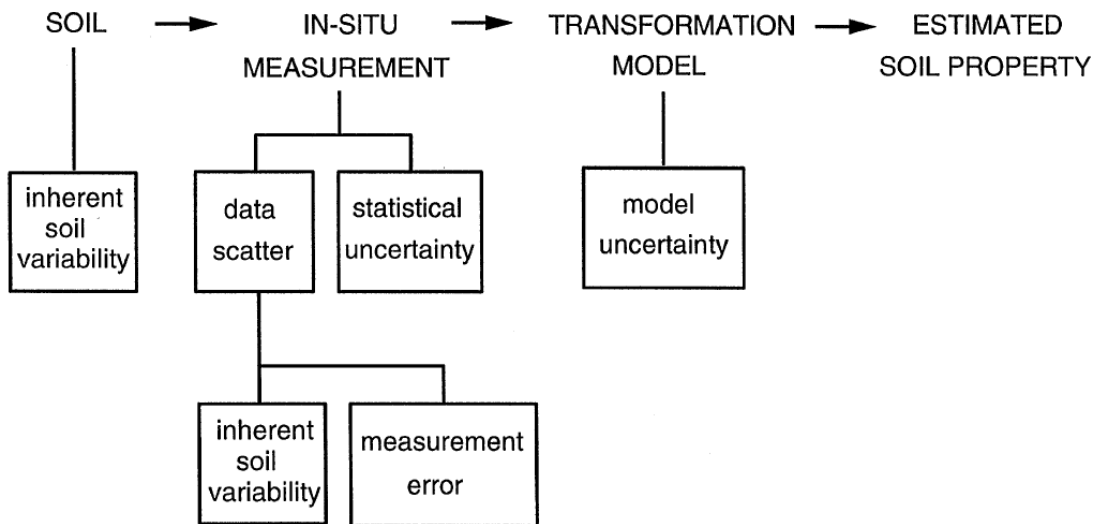 SOIL
IN-SITU
MEASUREMENT
TRANSFORMATION
MODEL
ESTIMATED
SOIL PROPERTY
inherent
soil
variability
data
scatter
statistical
uncertainty
model
uncertainty
inherent
soil
variability
measurement
error